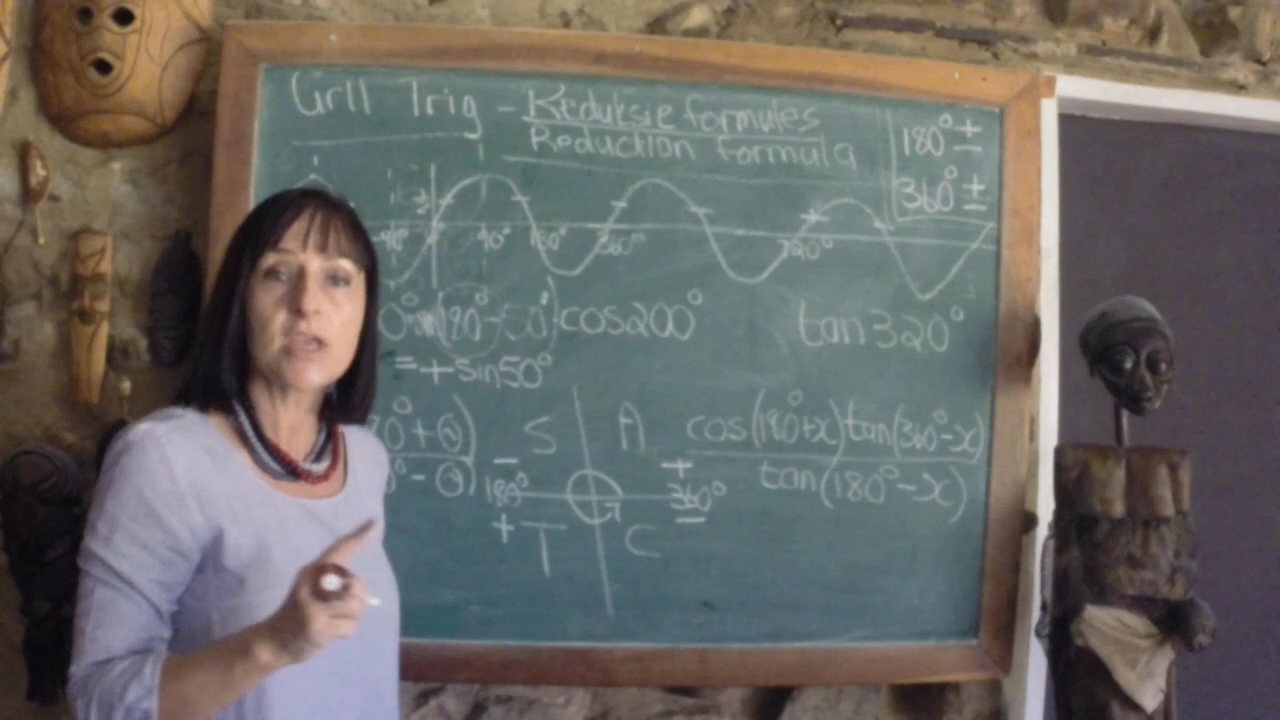 Gr11 Trig - Reduksie formules
Reduction formula
180° ±
360° ±
90° 180° 360° 720°
sin(180°-50°) cos200° tan320°
=+sin50°
S A
- +
180° 360°
+ -
T C
cos(180°+x)tan(360°-x)
tan(180°-x)